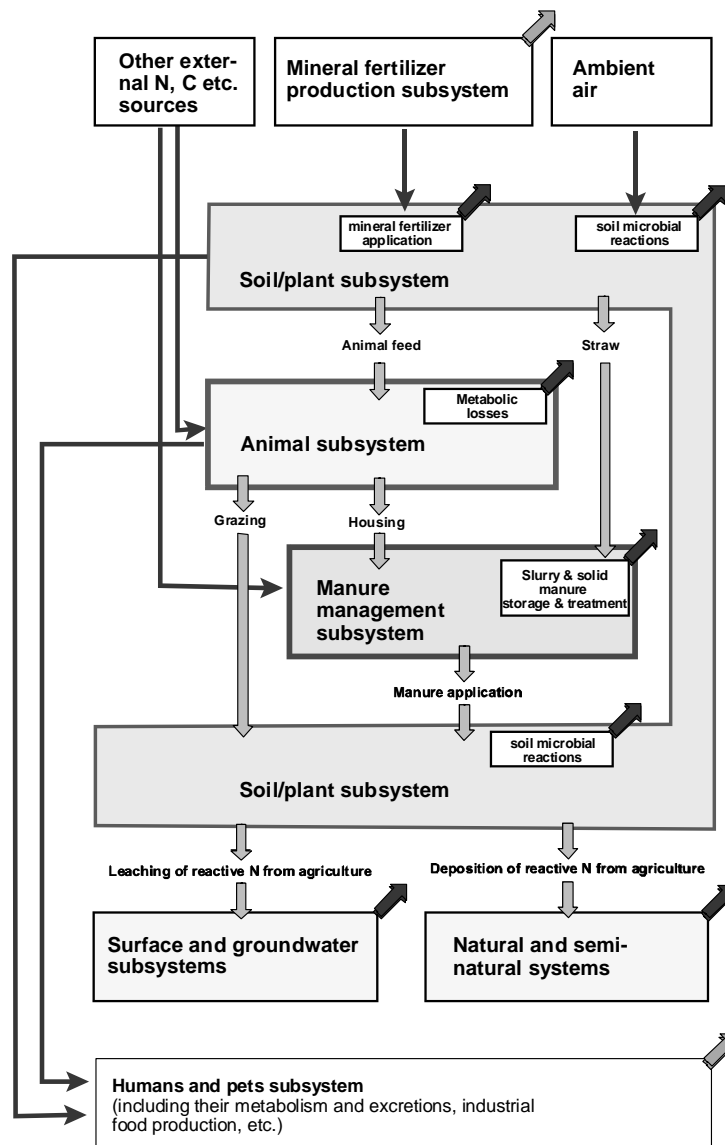 Other exter-
nal N, C etc.
sources
Mineral fertilizer
production subsystem
Ambient
air
mineral fertilizer
application
soil microbial
reactions
Soil/plant subsystem
Animal feed
Straw
Metabolic
losses
Animal subsystem
Grazing
Housing
Slurry & solid
manure
storage & treatment
Manure
management
subsystem
Manure application
soil microbial
reactions
Soil/plant subsystem
Leaching of reactive N from agriculture
Deposition of reactive N from agriculture
Surface and groundwater
subsystems
Natural and semi-
natural systems
Humans and pets subsystem
(including their metabolism and excretions, industrial
food production, etc.)